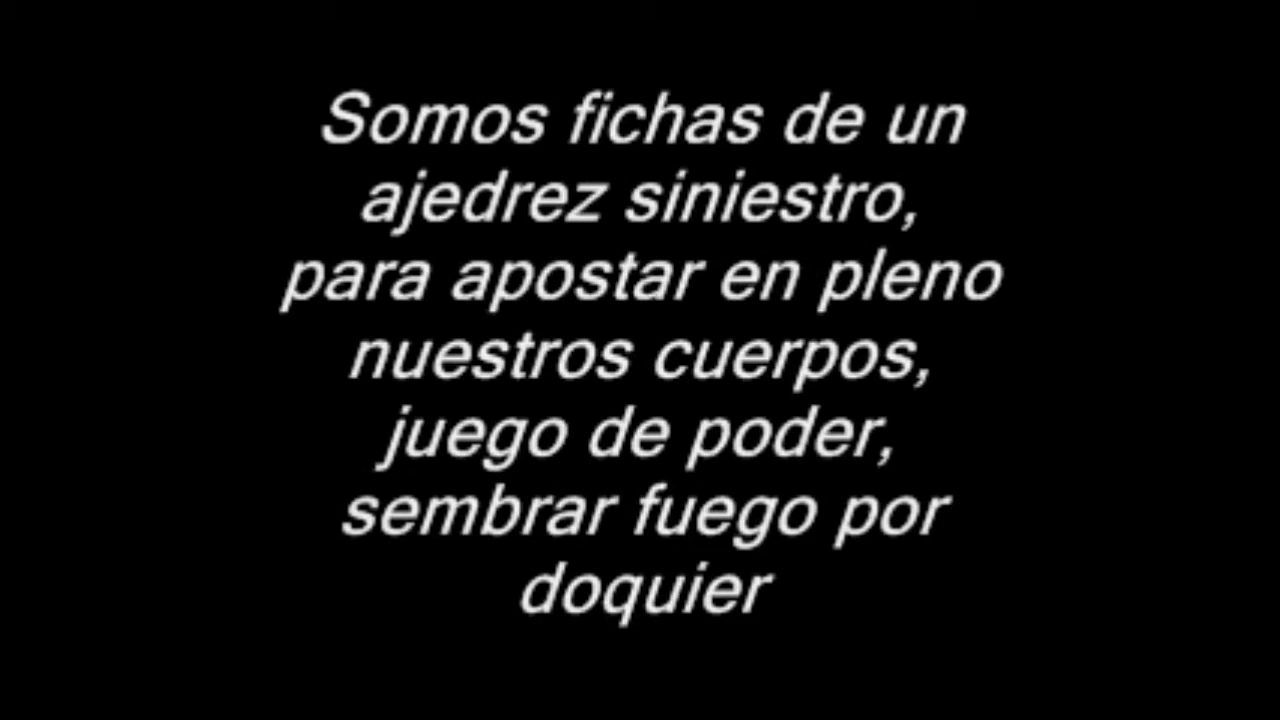 Somos fichas de un
ajedrez siniestro,
para apostar en pleno
nuestros cuerpos,
juego de poder,
sembrar fuego por
doquier